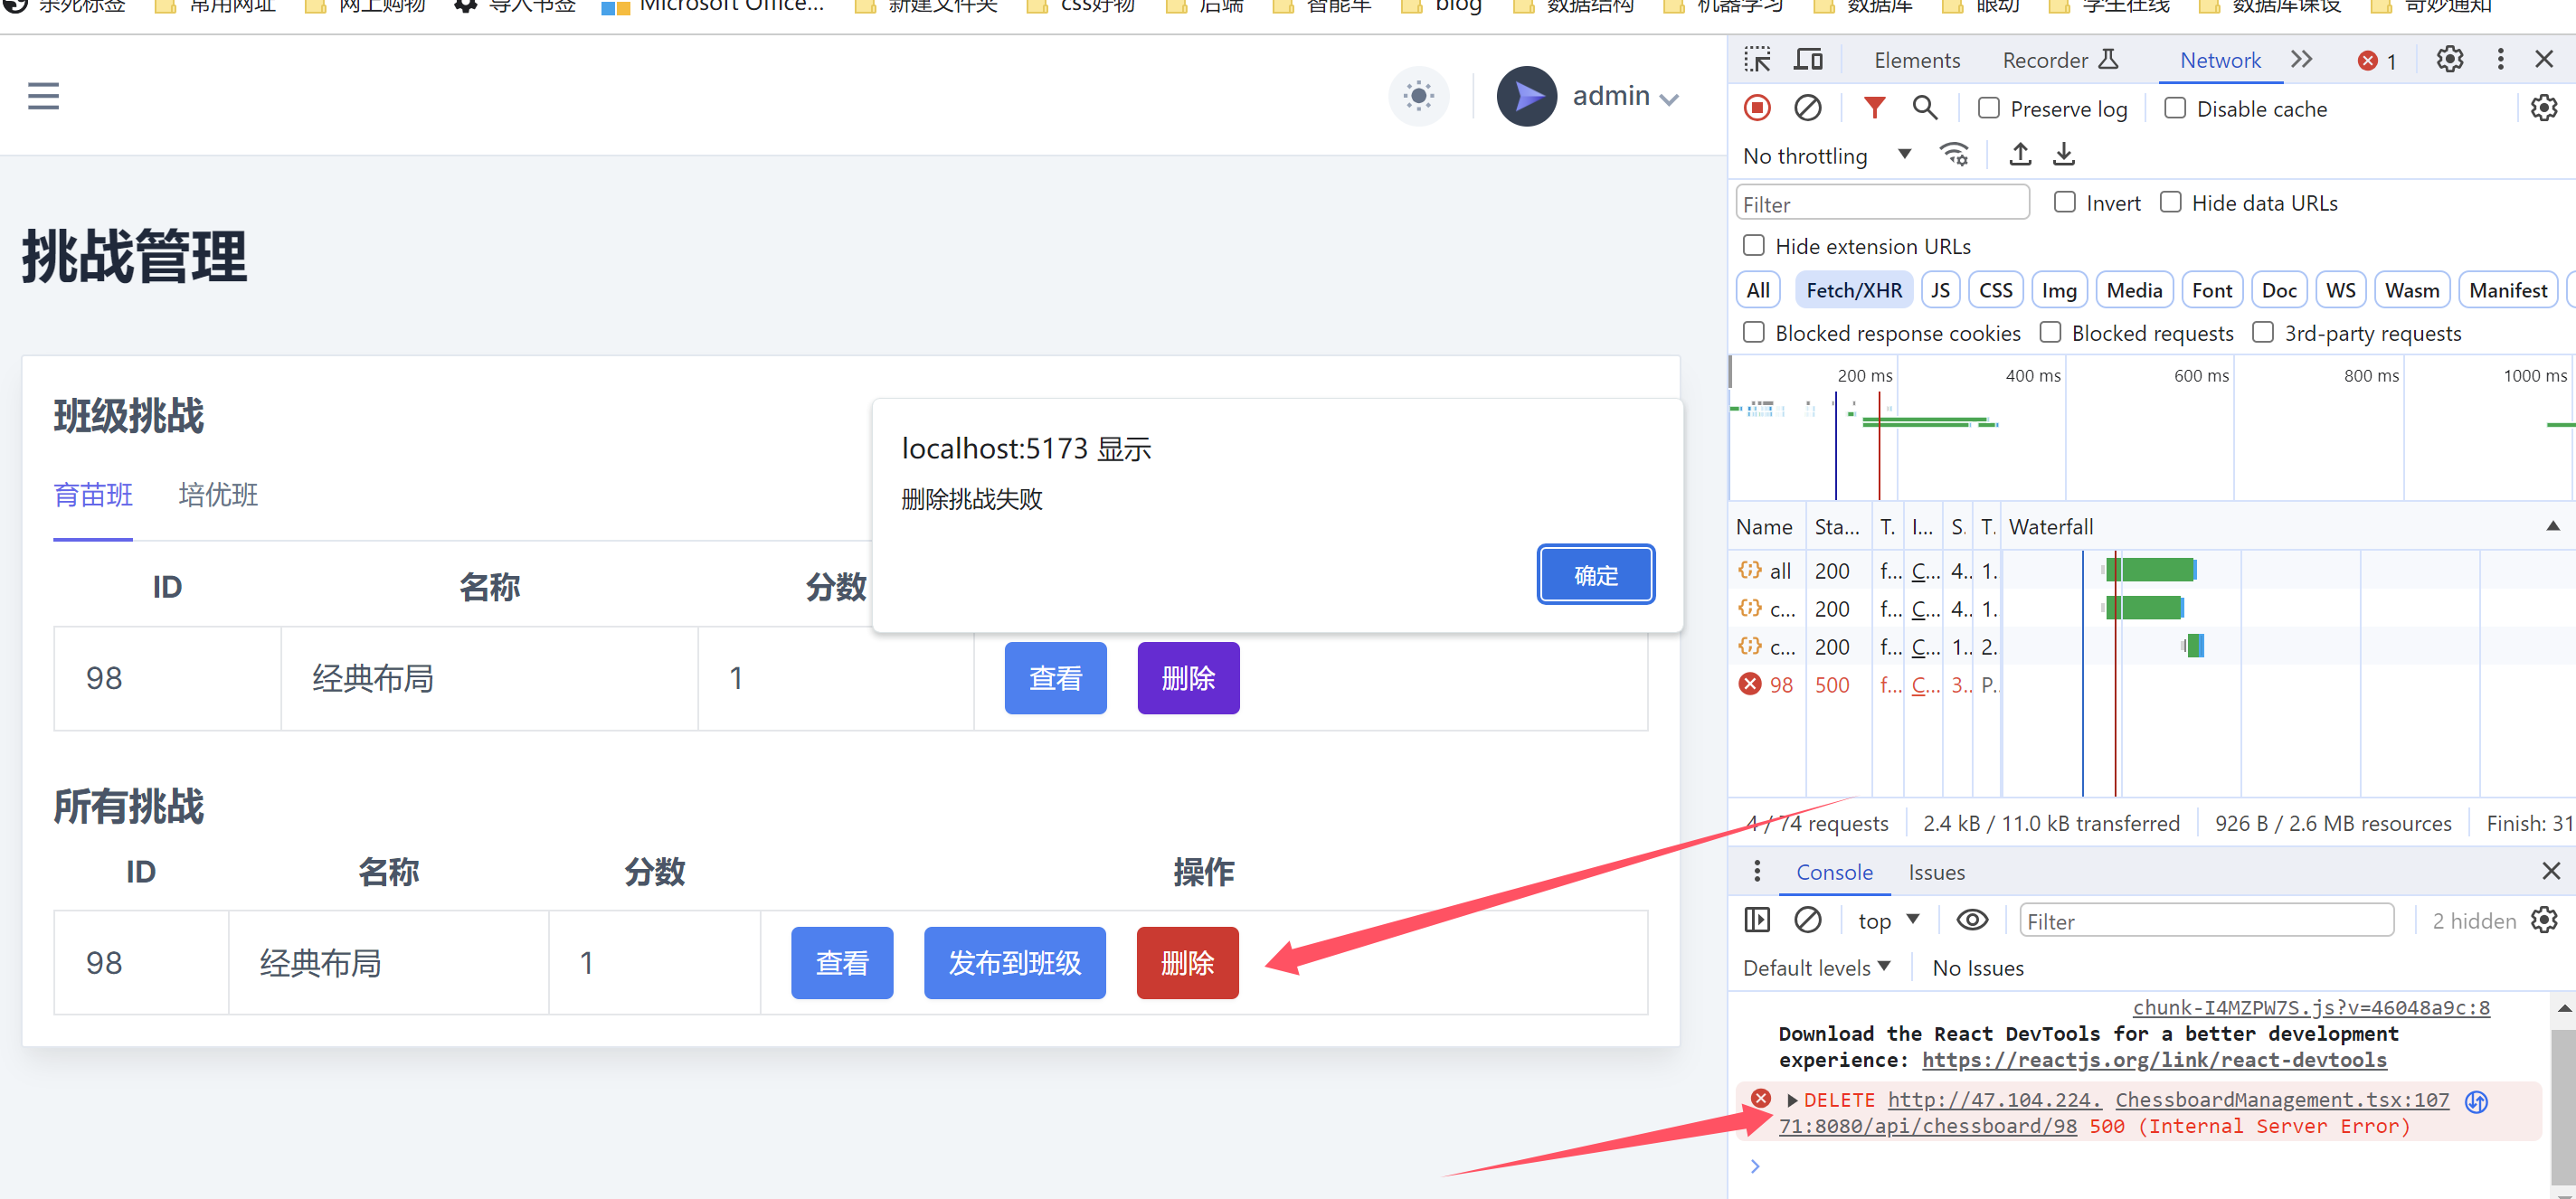 杂死标签 常用网址 网上购物 导入书签 Microsoft Office... 新建文件夹 css好物 后端 智能车 blog 数据结构 机器学习 数据库 眼动 学生在线 数据库课设 奇妙通知
admin
挑战管理
班级挑战
育苗班 培优班
ID 名称 分数
98 经典布局 1 查看 删除
所有挑战
ID 名称 分数 操作
98 经典布局 1 查看 发布到班级 删除
localhost:5173 显示
删除挑战失败
确定
Elements Recorder Network 1
Preserve log Disable cache
No throttling
Filter Invert Hide data URLs
Hide extension URLs
All Fetch/XHR JS CSS Img Media Font Doc WS Wasm Manifest
Blocked response cookies Blocked requests 3rd-party requests
200 ms 400 ms 600 ms 800 ms 1000 ms
Name Sta... T. I... S. T. Waterfall
all 200 f... C... 4.. 1.
c... 200 f... C... 4.. 1.
c... 200 f... C... 1.. 2.
98 500 f... C... 3.. P..
4 / 74 requests 2.4 kB / 11.0 kB transferred 926 B / 2.6 MB resources Finish: 31
Console Issues
top Filter 2 hidden
Default levels No Issues
chunk-I4MZPW7S.js?v=46048a9c:8
Download the React DevTools for a better development
experience: https://reactjs.org/link/react-devtools
DELETE http://47.104.224. ChessboardManagement.tsx:107
71:8080/api/chessboard/98 500 (Internal Server Error)